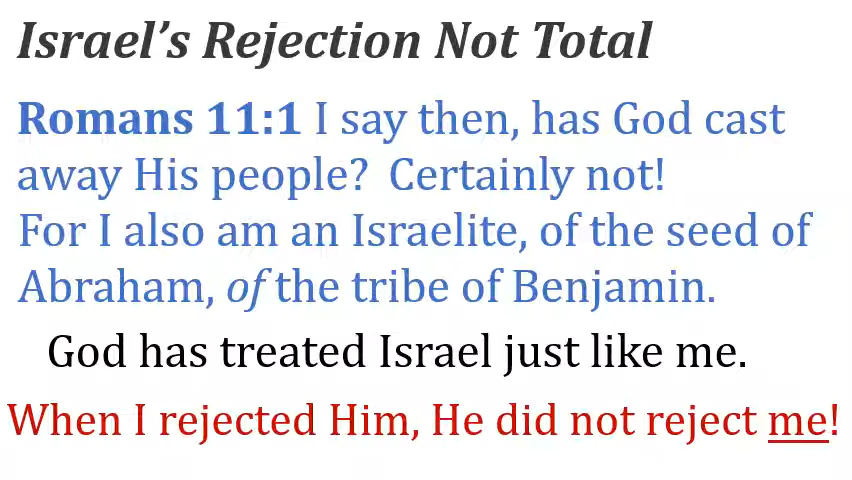 Israel’s Rejection Not Total
Romans 11:1 I say then, has God cast
away His people?  Certainly not!
For I also am an Israelite, of the seed of
Abraham, of the tribe of Benjamin.
God has treated Israel just like me.
When I rejected Him, He did not reject me!